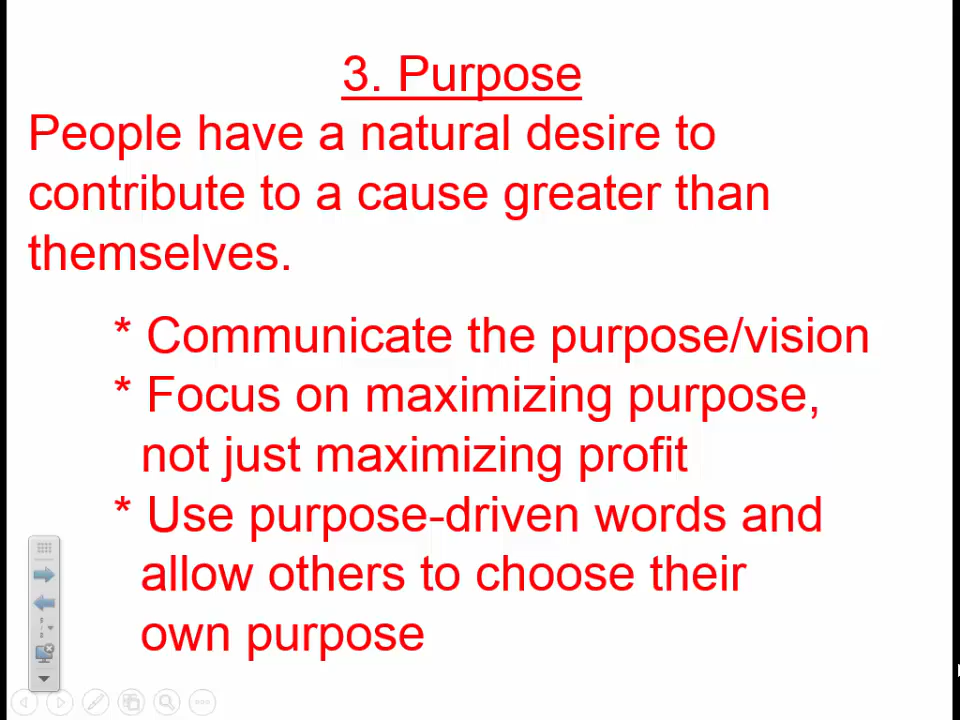 3. Purpose
People have a natural desire to
contribute to a cause greater than
themselves.
* Communicate the purpose/vision
* Focus on maximizing purpose,
not just maximizing profit
* Use purpose-driven words and
allow others to choose their
own purpose